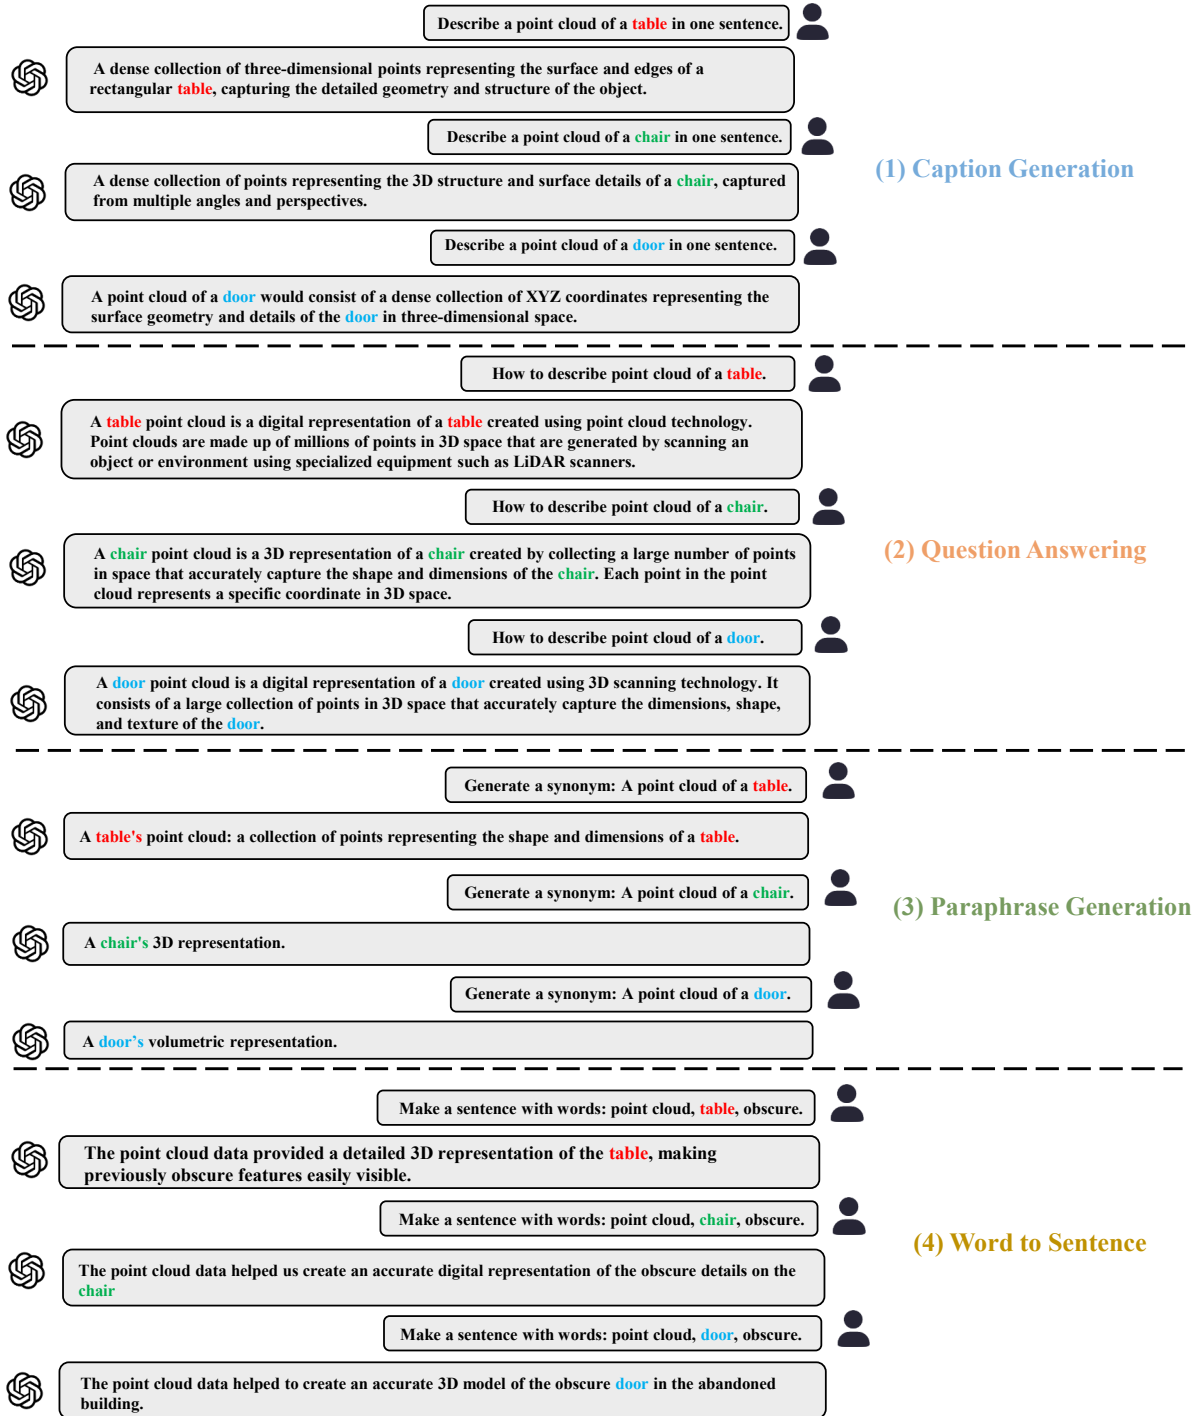 Describe a point cloud of a table in one sentence.
A dense collection of three-dimensional points representing the surface and edges of a
rectangular table, capturing the detailed geometry and structure of the object.
Describe a point cloud of a chair in one sentence.
(1) Caption Generation
A dense collection of points representing the 3D structure and surface details of a chair, captured
from multiple angles and perspectives.
Describe a point cloud of a door in one sentence.
A point cloud of a door would consist of a dense collection of XYZ coordinates representing the
surface geometry and details of the door in three-dimensional space.
How to describe point cloud of a table.
A table point cloud is a digital representation of a table created using point cloud technology.
Point clouds are made up of millions of points in 3D space that are generated by scanning an
object or environment using specialized equipment such as LiDAR scanners.
How to describe point cloud of a chair.
(2) Question Answering
A chair point cloud is a 3D representation of a chair created by collecting a large number of points
in space that accurately capture the shape and dimensions of the chair. Each point in the point
cloud represents a specific coordinate in 3D space.
How to describe point cloud of a door.
A door point cloud is a digital representation of a door created using 3D scanning technology. It
consists of a large collection of points in 3D space that accurately capture the dimensions, shape,
and texture of the door.
Generate a synonym: A point cloud of a table.
A table's point cloud: a collection of points representing the shape and dimensions of a table.
Generate a synonym: A point cloud of a chair.
(3) Paraphrase Generation
A chair's 3D representation.
Generate a synonym: A point cloud of a door.
A door’s volumetric representation.
Make a sentence with words: point cloud, table, obscure.
The point cloud data provided a detailed 3D representation of the table, making
previously obscure features easily visible.
Make a sentence with words: point cloud, chair, obscure.
(4) Word to Sentence
The point cloud data helped us create an accurate digital representation of the obscure details on the
chair
Make a sentence with words: point cloud, door, obscure.
The point cloud data helped to create an accurate 3D model of the obscure door in the abandoned
building.